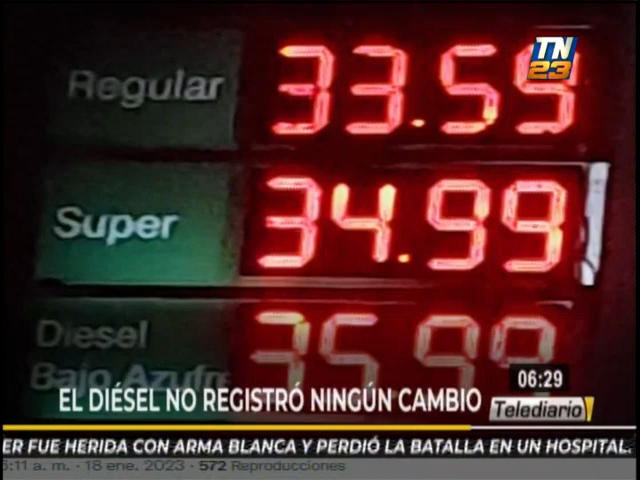 TN
23
Regular 33.59
Super 34.99
Diesel 35.99
Bajo Azufre
EL DIÉSEL NO REGISTRÓ NINGÚN CAMBIO
06:29
Telediario
ER FUE HERIDA CON ARMA BLANCA Y PERDIÓ LA BATALLA EN UN HOSPITAL.
:11 a. m. · 18 ene. 2023 · 572 Reproducciones